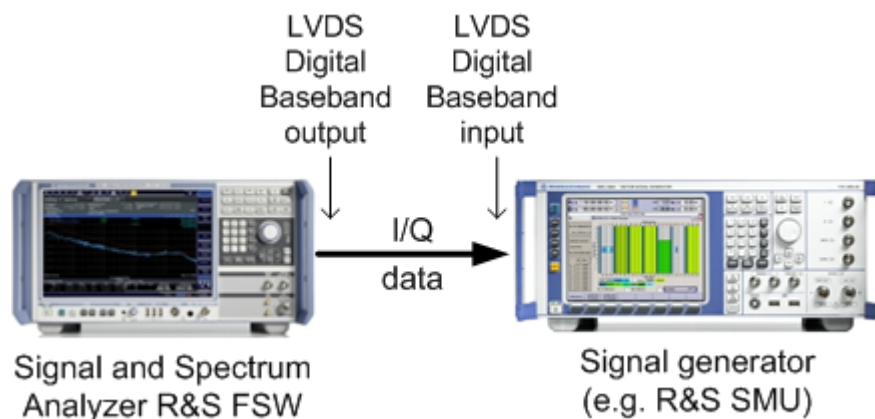 LVDS
Digital
Baseband
output
LVDS
Digital
Baseband
input
I/Q
data
Signal and Spectrum
Analyzer R&S FSW
Signal generator
(e.g. R&S SMU)